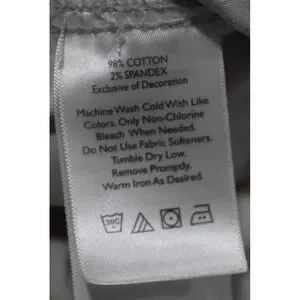 98% COTTON
2% SPANDEX
Exclusive of Decoration
Machine Wash Cold With Like
Colors. Only Non-Chlorine
Bleach When Needed.
Do Not Use Fabric Softeners.
Tumble Dry Low.
Remove Promptly.
Warm Iron As Desired.
30C